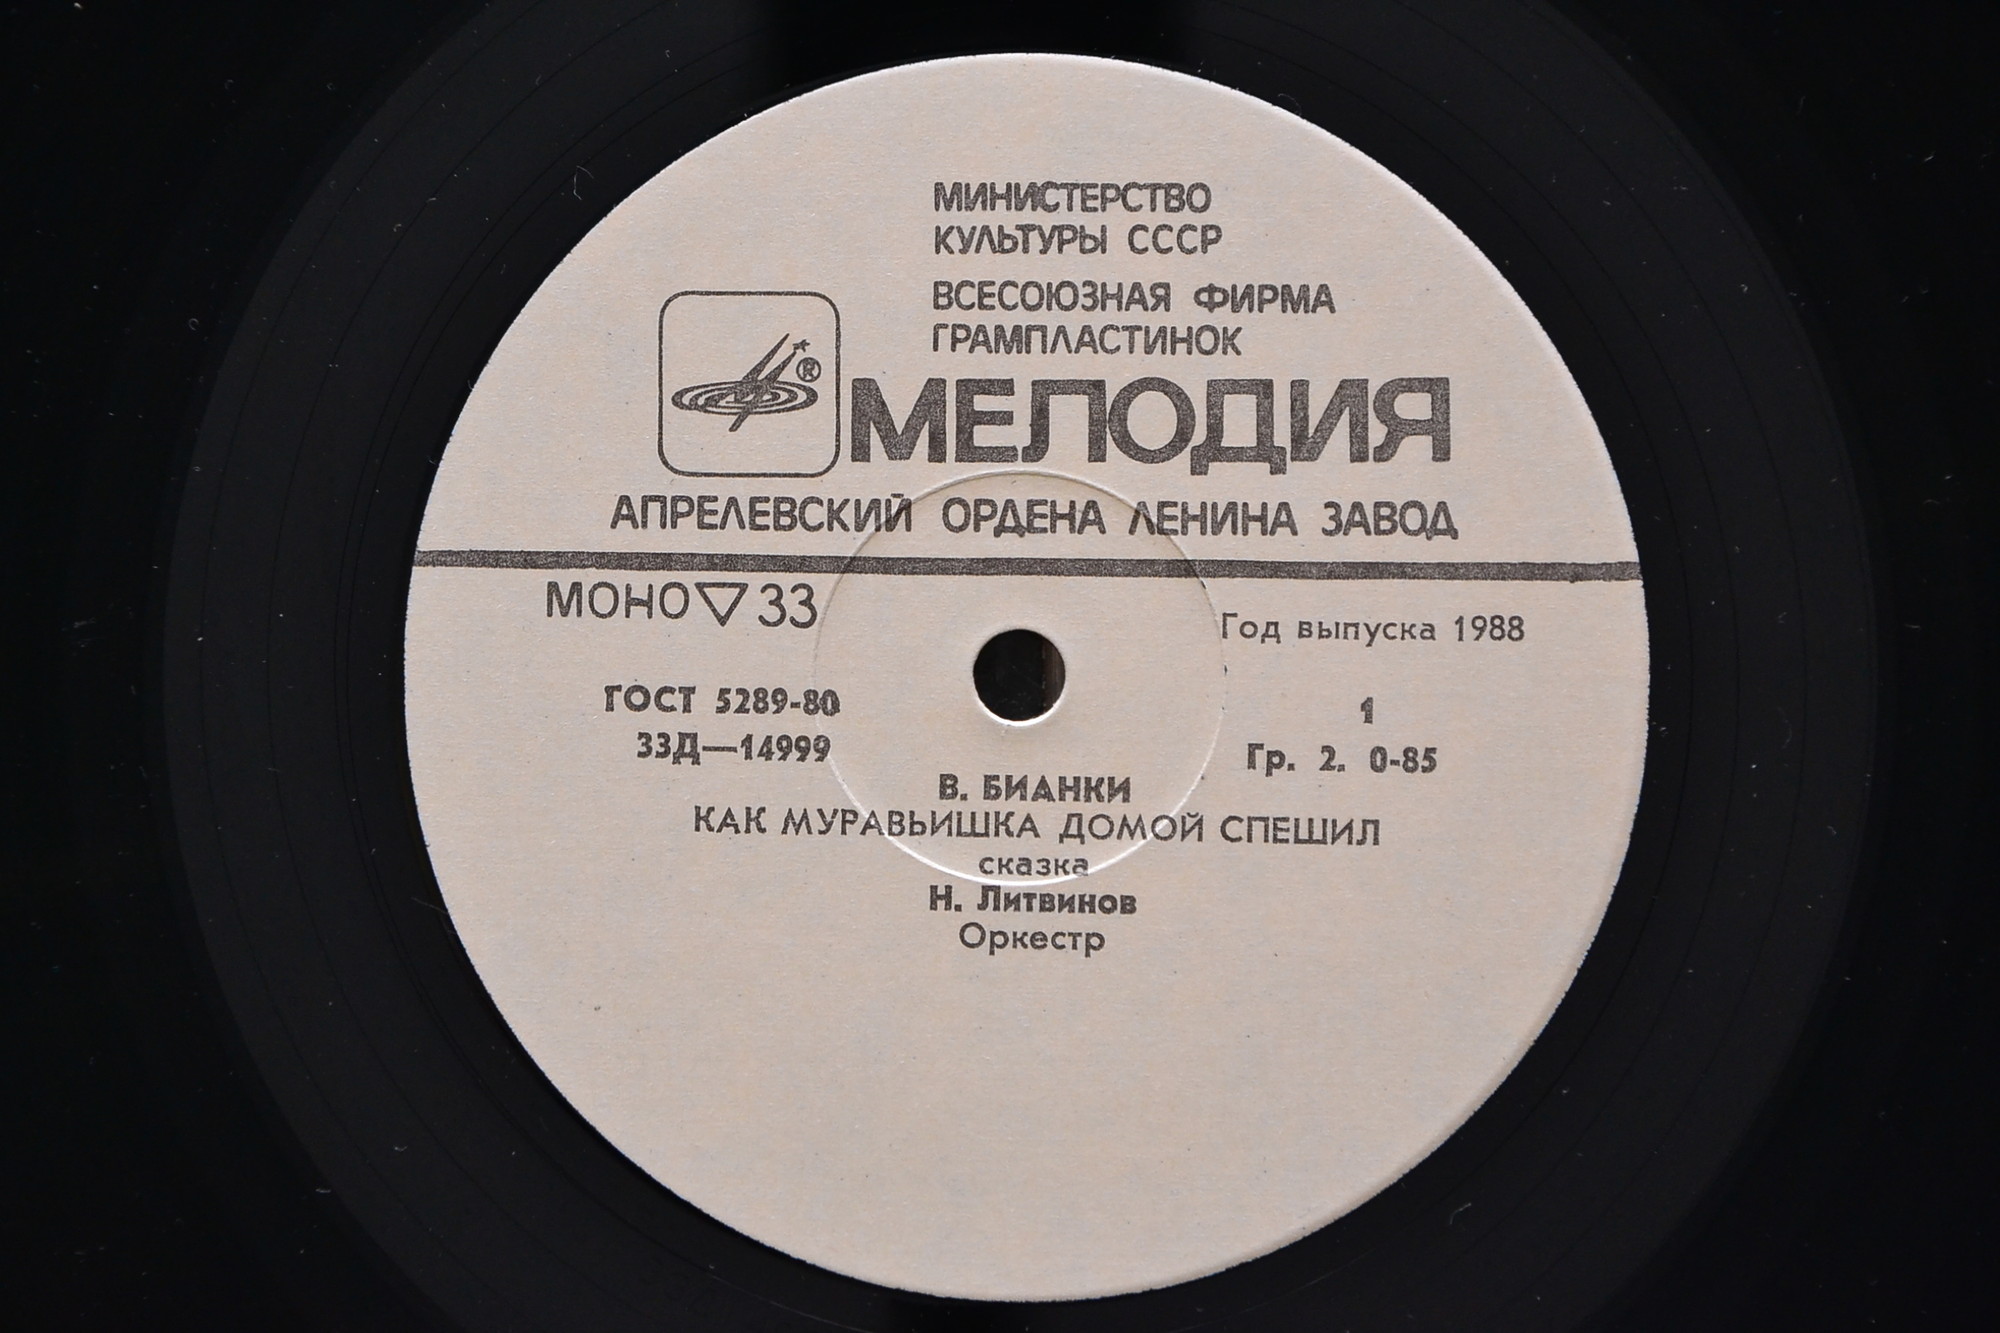 МИНИСТЕРСТВО
КУЛЬТУРЫ СССР
ВСЕСОЮЗНАЯ ФИРМА
ГРАМПЛАСТИНОК
®
МЕЛОДИЯ
АПРЕЛЕВСКИЙ ОРДЕНА ЛЕНИНА ЗАВОД
МОНО ▽ 33
Год выпуска 1988
ГОСТ 5289-80
33Д—14999
1
Гр. 2. 0-85
В. БИАНКИ
КАК МУРАВЬИШКА ДОМОЙ СПЕШИЛ
сказка
Н. Литвинов
Оркестр